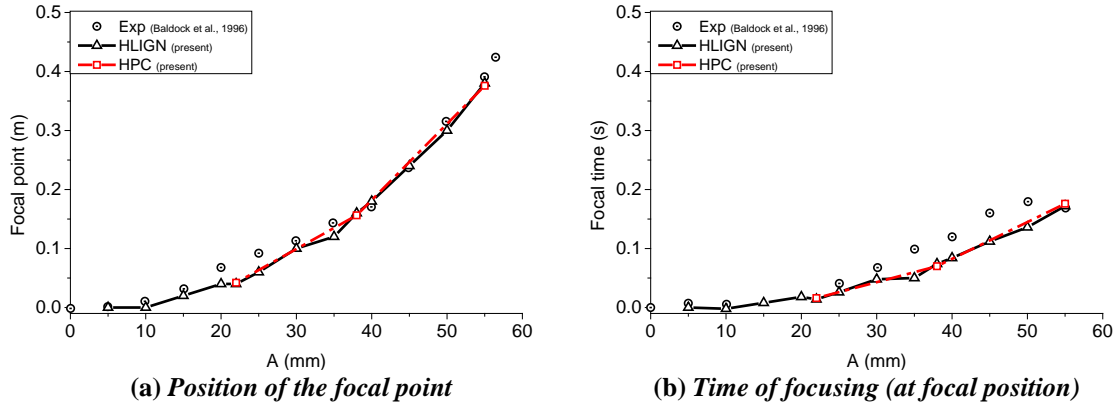 Exp (Baldock et al., 1996)
HLIGN (present)
HPC (present)
0.5
0.4
0.3
0.2
0.1
0.0
Focal point (m)
0 10 20 30 40 50 60
A (mm)
(a) Position of the focal point
Exp (Baldock et al., 1996)
HLIGN (present)
HPC (present)
0.5
0.4
0.3
0.2
0.1
0.0
Focal time (s)
0 10 20 30 40 50 60
A (mm)
(b) Time of focusing (at focal position)